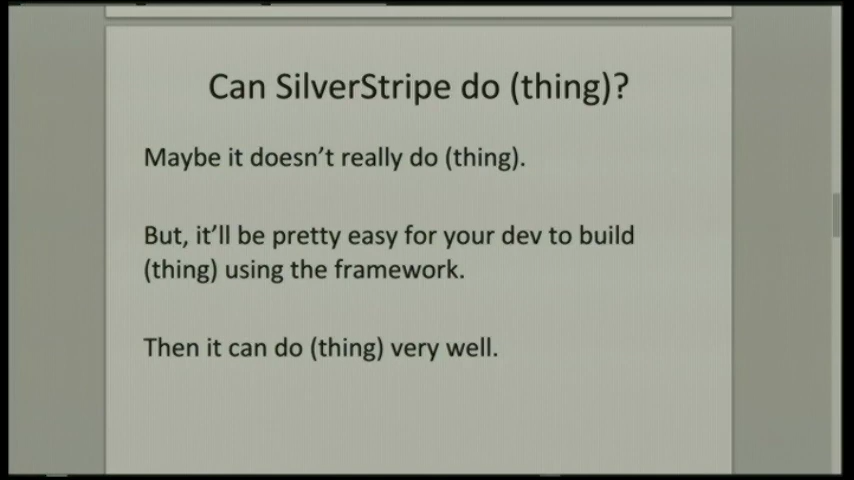 Can SilverStripe do (thing)?
Maybe it doesn't really do (thing).
But, it'll be pretty easy for your dev to build
(thing) using the framework.
Then it can do (thing) very well.